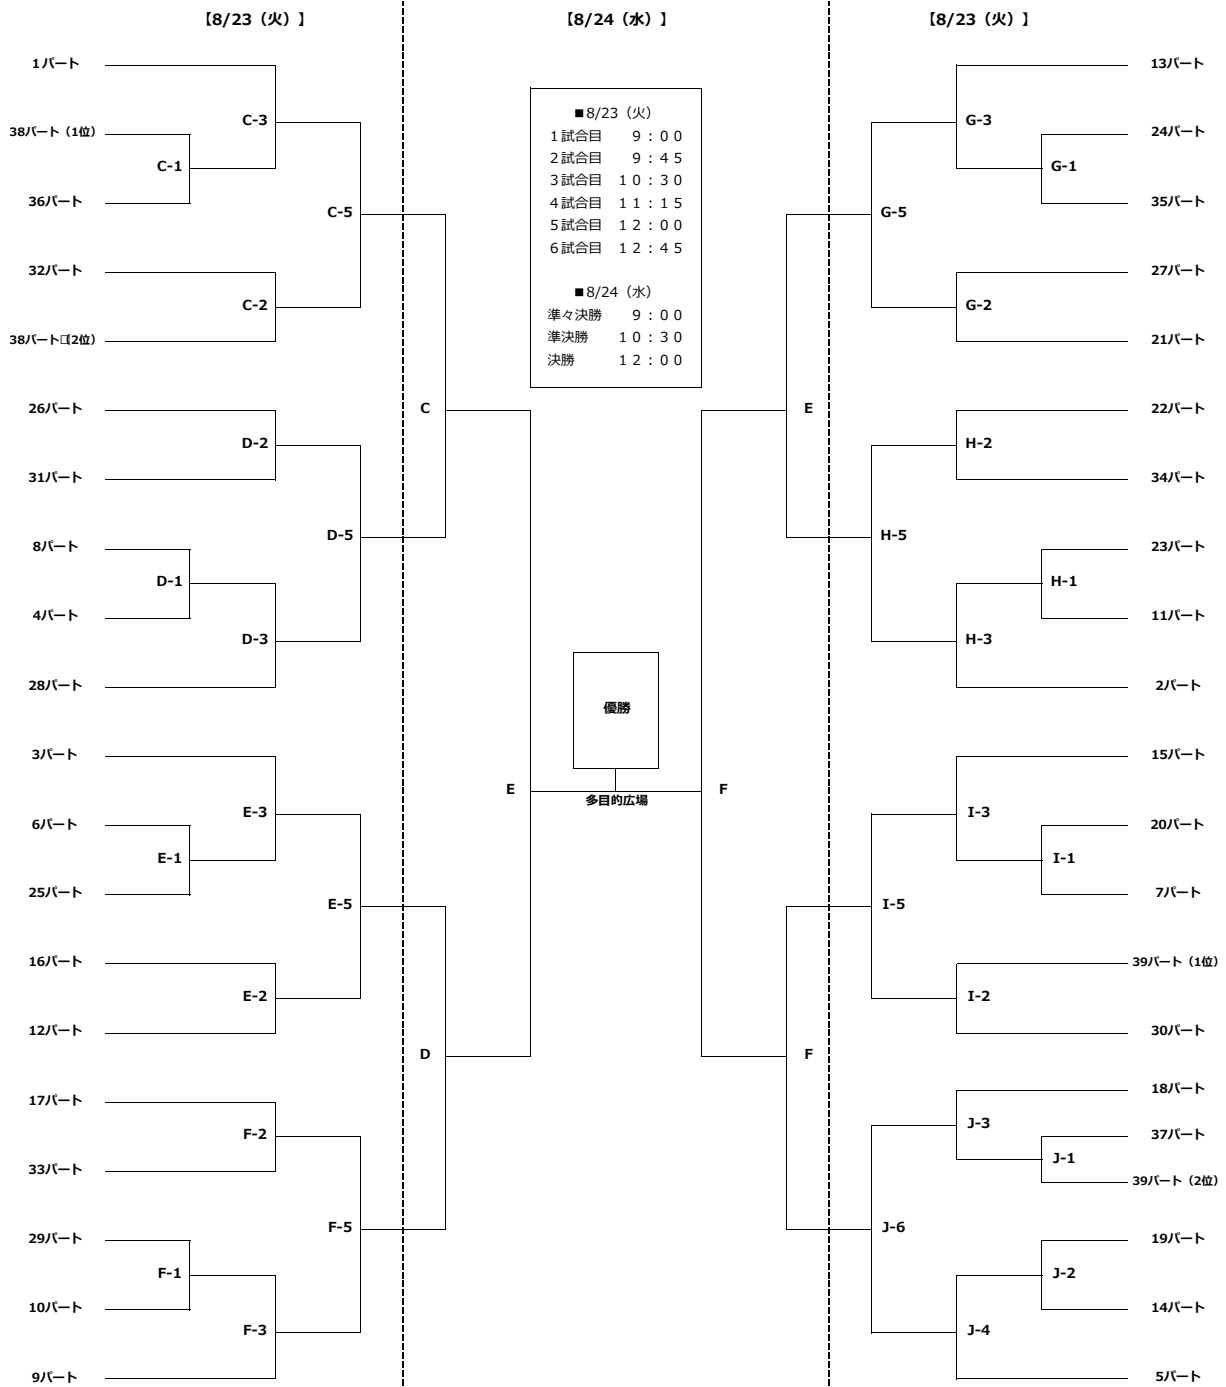 【8/23（火）】
【8/24（水）】
【8/23（火）】
1パート
38パート（1位）
36パート
32パート
38パート□（2位）
26パート
31パート
8パート
4パート
28パート
3パート
6パート
25パート
16パート
12パート
17パート
33パート
29パート
10パート
9パート
C-3
C-1
C-5
C-2
D-2
D-5
D-1
D-3
E-3
E-1
E-5
E-2
F-2
F-5
F-1
F-3
C
D
E
■8/23（火）
1試合目 9：00
2試合目 9：45
3試合目 10：30
4試合目 11：15
5試合目 12：00
6試合目 12：45
■8/24（水）
準々決勝 9：00
準決勝 10：30
決勝 12：00
優勝
多目的広場
F
E
F
G-3
G-1
G-5
G-2
H-2
H-5
H-1
H-3
I-3
I-1
I-5
I-2
J-3
J-1
J-6
J-2
J-4
13パート
24パート
35パート
27パート
21パート
22パート
34パート
23パート
11パート
2パート
15パート
20パート
7パート
39パート（1位）
30パート
18パート
37パート
39パート（2位）
19パート
14パート
5パート